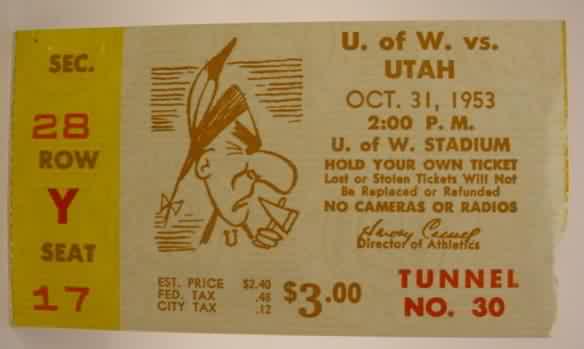 SEC.
28
ROW
Y
SEAT
17
U
U. of W. vs.
UTAH
OCT. 31, 1953
2:00 P. M.
U. of W. STADIUM
HOLD YOUR OWN TICKET
Lost or Stolen Tickets Will Not
Be Replaced or Refunded
NO CAMERAS OR RADIOS
Director of Athletics
EST. PRICE $2.40
FED. TAX .48
CITY TAX .12
$3.00
TUNNEL
NO. 30